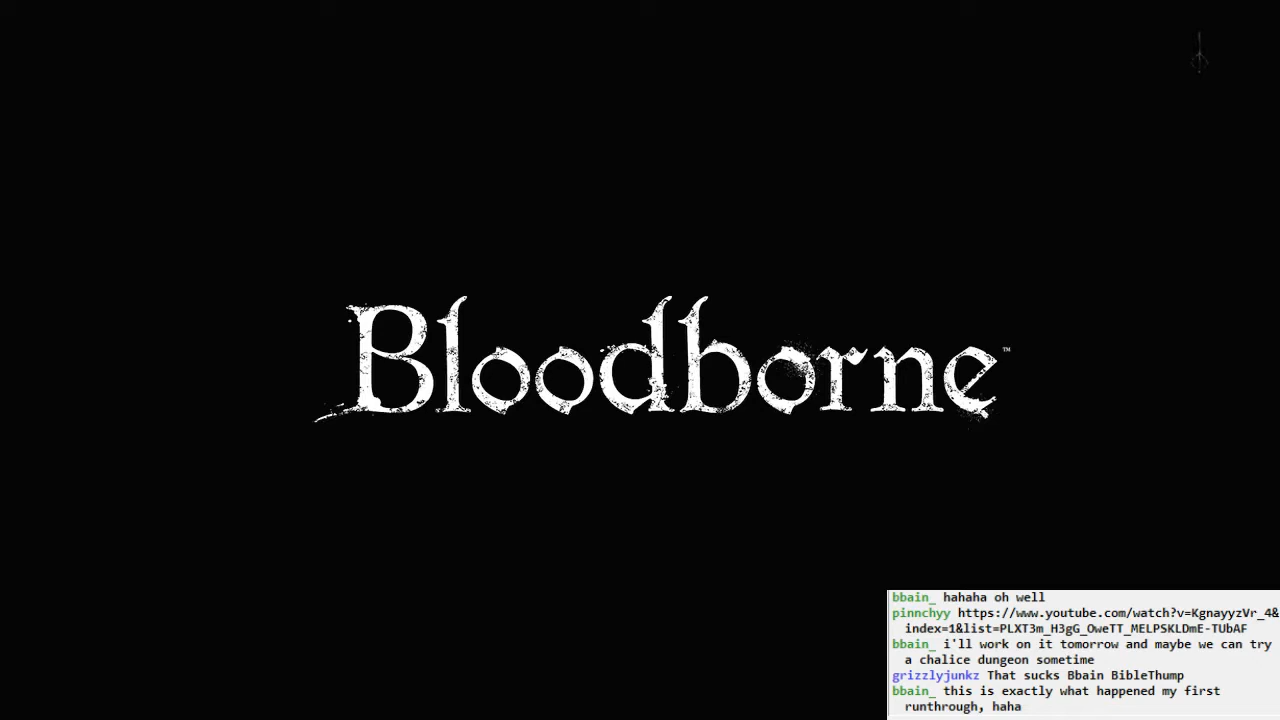 Bloodborne™
bbain_ hahaha oh well
pinnchyy https://www.youtube.com/watch?v=KgnayyzVr_4&
index=1&list=PLXT3m_H3gG_OweTT_MELPSKLDmE-TUbAF
bbain_ i'll work on it tomorrow and maybe we can try
a chalice dungeon sometime
grizzlyjunkz That sucks Bbain BibleThump
bbain_ this is exactly what happened my first
runthrough, haha